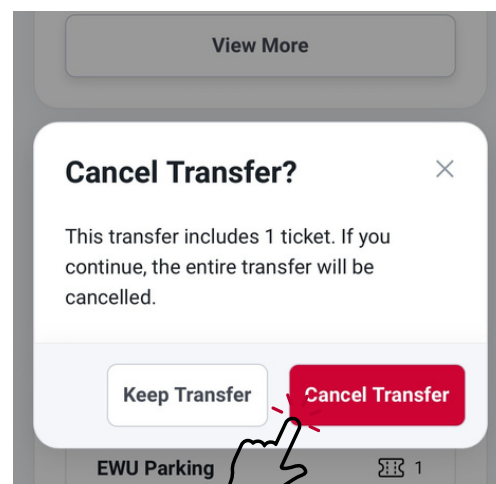 View More
Cancel Transfer?
This transfer includes 1 ticket. If you
continue, the entire transfer will be
cancelled.
Keep Transfer
Cancel Transfer
EWU Parking
1